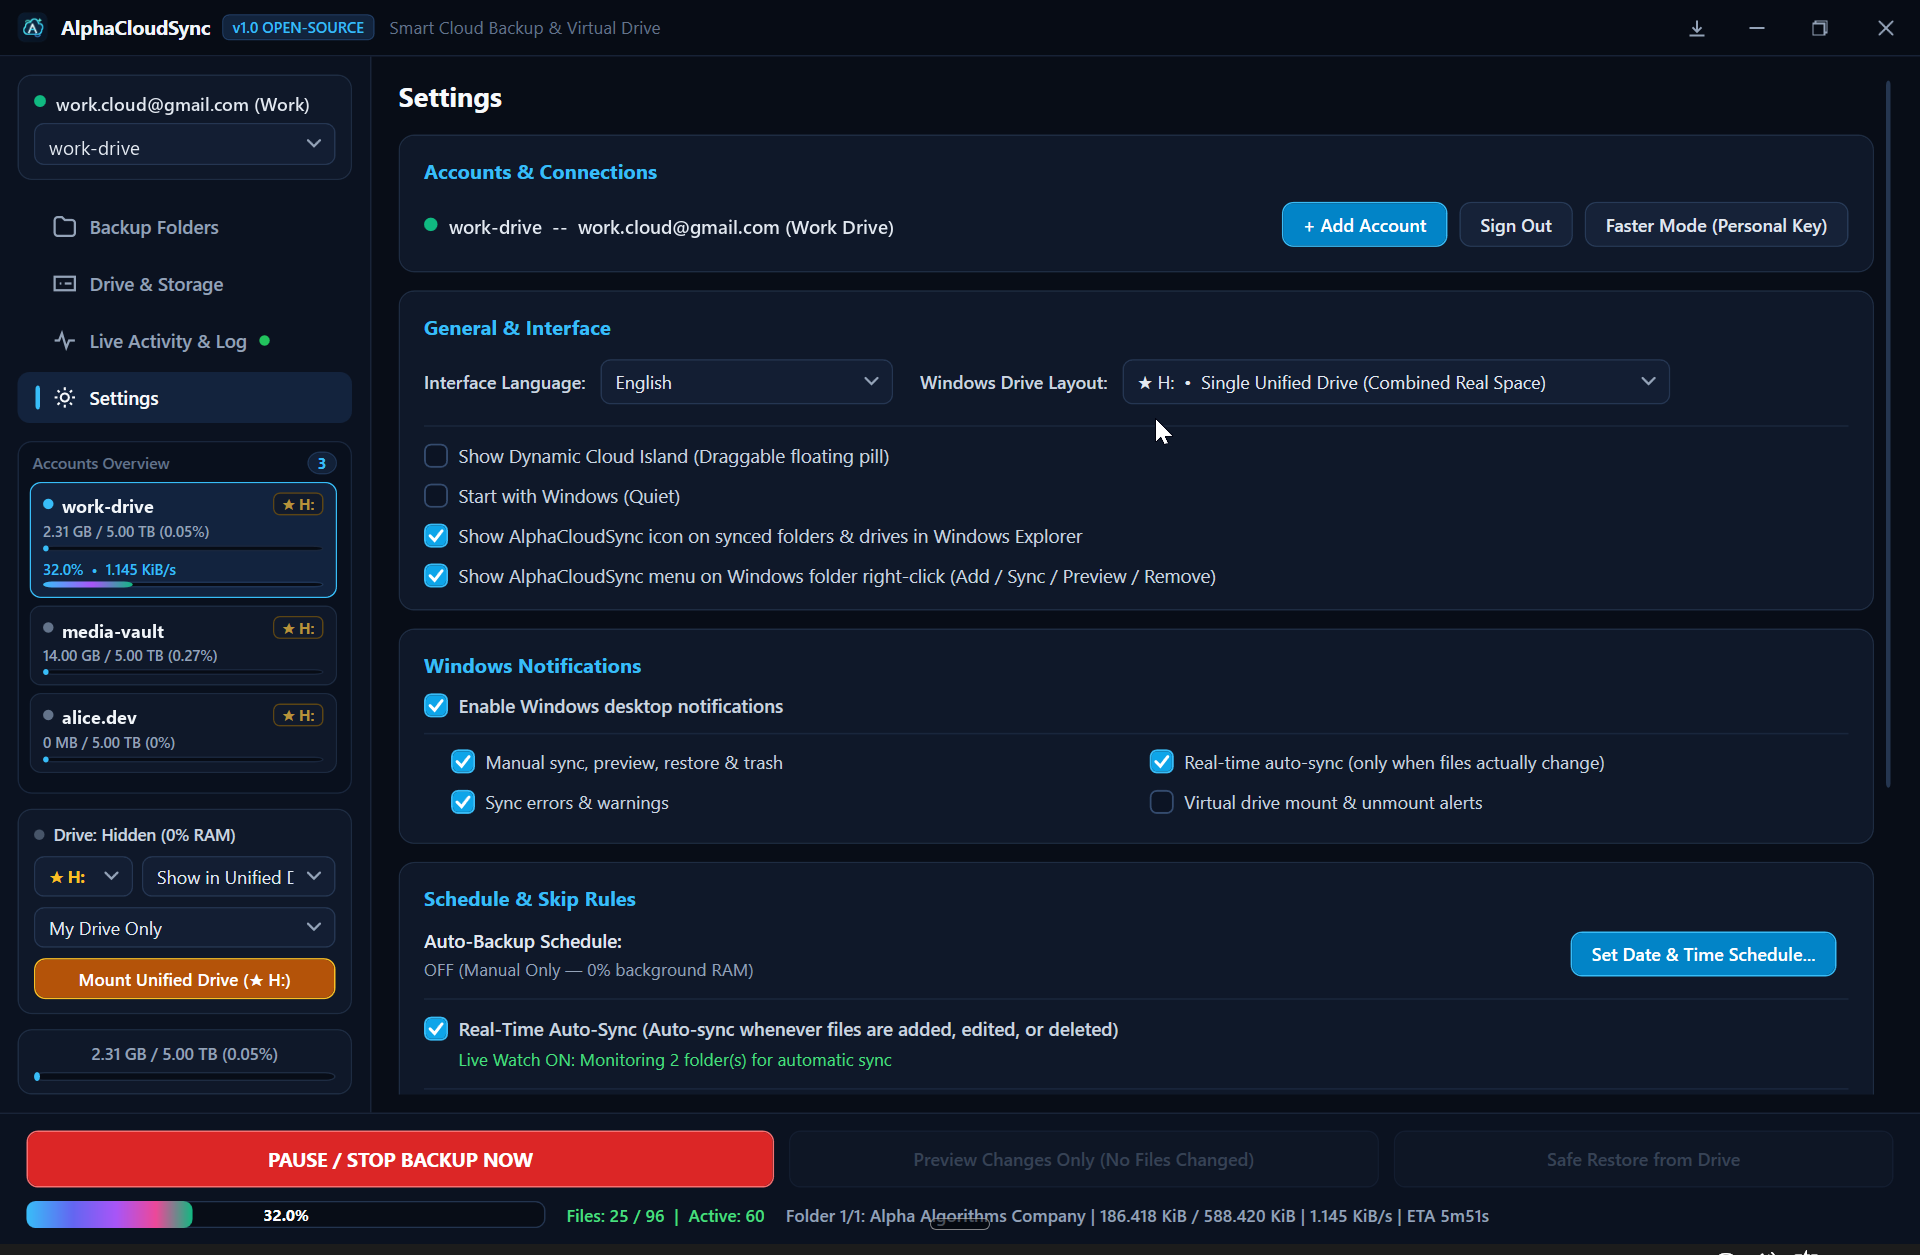 AlphaCloudSync v1.0 OPEN-SOURCE Smart Cloud Backup & Virtual Drive
work.cloud@gmail.com (Work)
work-drive
Backup Folders
Drive & Storage
Live Activity & Log
Settings
Accounts Overview 3
work-drive ★ H:
2.31 GB / 5.00 TB (0.05%)
32.0% • 1.145 KiB/s
media-vault ★ H:
14.00 GB / 5.00 TB (0.27%)
alice.dev ★ H:
0 MB / 5.00 TB (0%)
Drive: Hidden (0% RAM)
★ H: Show in Unified
My Drive Only
Mount Unified Drive (★ H:)
2.31 GB / 5.00 TB (0.05%)
Settings
Accounts & Connections
work-drive -- work.cloud@gmail.com (Work Drive)
+ Add Account
Sign Out
Faster Mode (Personal Key)
General & Interface
Interface Language: English
Windows Drive Layout: ★ H: • Single Unified Drive (Combined Real Space)
Show Dynamic Cloud Island (Draggable floating pill)
Start with Windows (Quiet)
Show AlphaCloudSync icon on synced folders & drives in Windows Explorer
Show AlphaCloudSync menu on Windows folder right-click (Add / Sync / Preview / Remove)
Windows Notifications
Enable Windows desktop notifications
Manual sync, preview, restore & trash
Real-time auto-sync (only when files actually change)
Sync errors & warnings
Virtual drive mount & unmount alerts
Schedule & Skip Rules
Auto-Backup Schedule:
OFF (Manual Only — 0% background RAM)
Set Date & Time Schedule...
Real-Time Auto-Sync (Auto-sync whenever files are added, edited, or deleted)
Live Watch ON: Monitoring 2 folder(s) for automatic sync
PAUSE / STOP BACKUP NOW
Preview Changes Only (No Files Changed)
Safe Restore from Drive
32.0%
Files: 25 / 96 | Active: 60
Folder 1/1: Alpha Algorithms Company | 186.418 KiB / 588.420 KiB | 1.145 KiB/s | ETA 5m51s